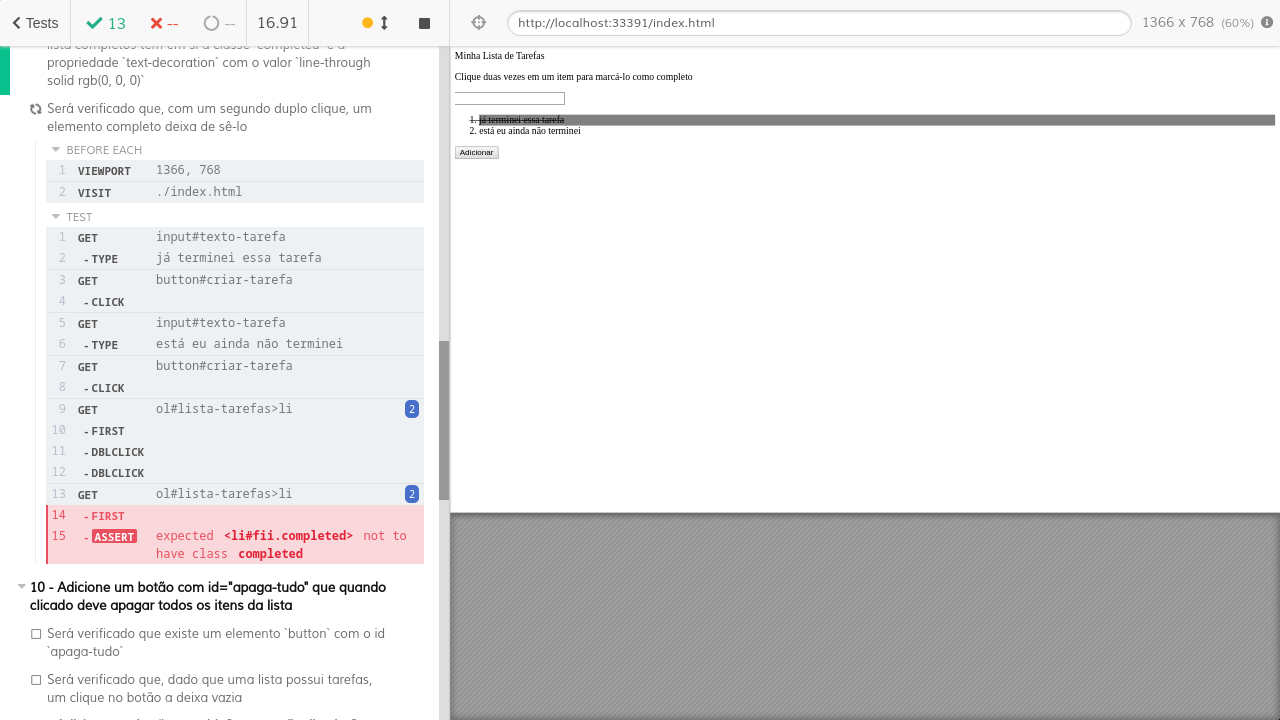 Tests
13
--
--
16.91
http://localhost:33391/index.html
1366 x 768 (60%)
lista completos tem em si a classe `completed` e a
propriedade `text-decoration` com o valor `line-through
solid rgb(0, 0, 0)`
Será verificado que, com um segundo duplo clique, um
elemento completo deixa de sê-lo
BEFORE EACH
1 VIEWPORT 1366, 768
2 VISIT ./index.html
TEST
1 GET input#texto-tarefa
2 -TYPE já terminei essa tarefa
3 GET button#criar-tarefa
4 -CLICK
5 GET input#texto-tarefa
6 -TYPE está eu ainda não terminei
7 GET button#criar-tarefa
8 -CLICK
9 GET ol#lista-tarefas>li 2
10 -FIRST
11 -DBLCLICK
12 -DBLCLICK
13 GET ol#lista-tarefas>li 2
14 -FIRST
15 -ASSERT expected <li#fii.completed> not to
have class completed
10 - Adicione um botão com id="apaga-tudo" que quando
clicado deve apagar todos os itens da lista
Será verificado que existe um elemento `button` com o id
`apaga-tudo`
Será verificado que, dado que uma lista possui tarefas,
um clique no botão a deixa vazia
Minha Lista de Tarefas
Clique duas vezes em um item para marcá-lo como completo
1. já terminei essa tarefa
2. está eu ainda não terminei
Adicionar